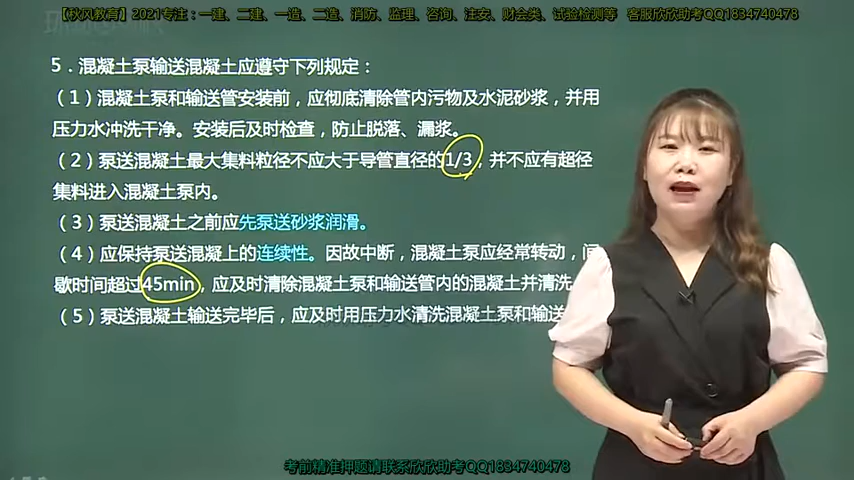 【秋风教育】2021专注：一建、二建、一造、二造、消防、监理、咨询、注安、财会类、试验检测等 客服欣欣助考QQ1834740478
5．混凝土泵输送混凝土应遵守下列规定：
（1）混凝土泵和输送管安装前，应彻底清除管内污物及水泥砂浆，并用
压力水冲洗干净。安装后及时检查，防止脱落、漏浆。
（2）泵送混凝土最大集料粒径不应大于导管直径的1/3，并不应有超径
集料进入混凝土泵内。
（3）泵送混凝土之前应先泵送砂浆润滑。
（4）应保持泵送混凝上的连续性。因故中断，混凝土泵应经常转动，间
歇时间超过45min，应及时清除混凝土泵和输送管内的混凝土并清洗
（5）泵送混凝土输送完毕后，应及时用压力水清洗混凝土泵和输送
考前精准押题请联系欣欣助考QQ1834740478